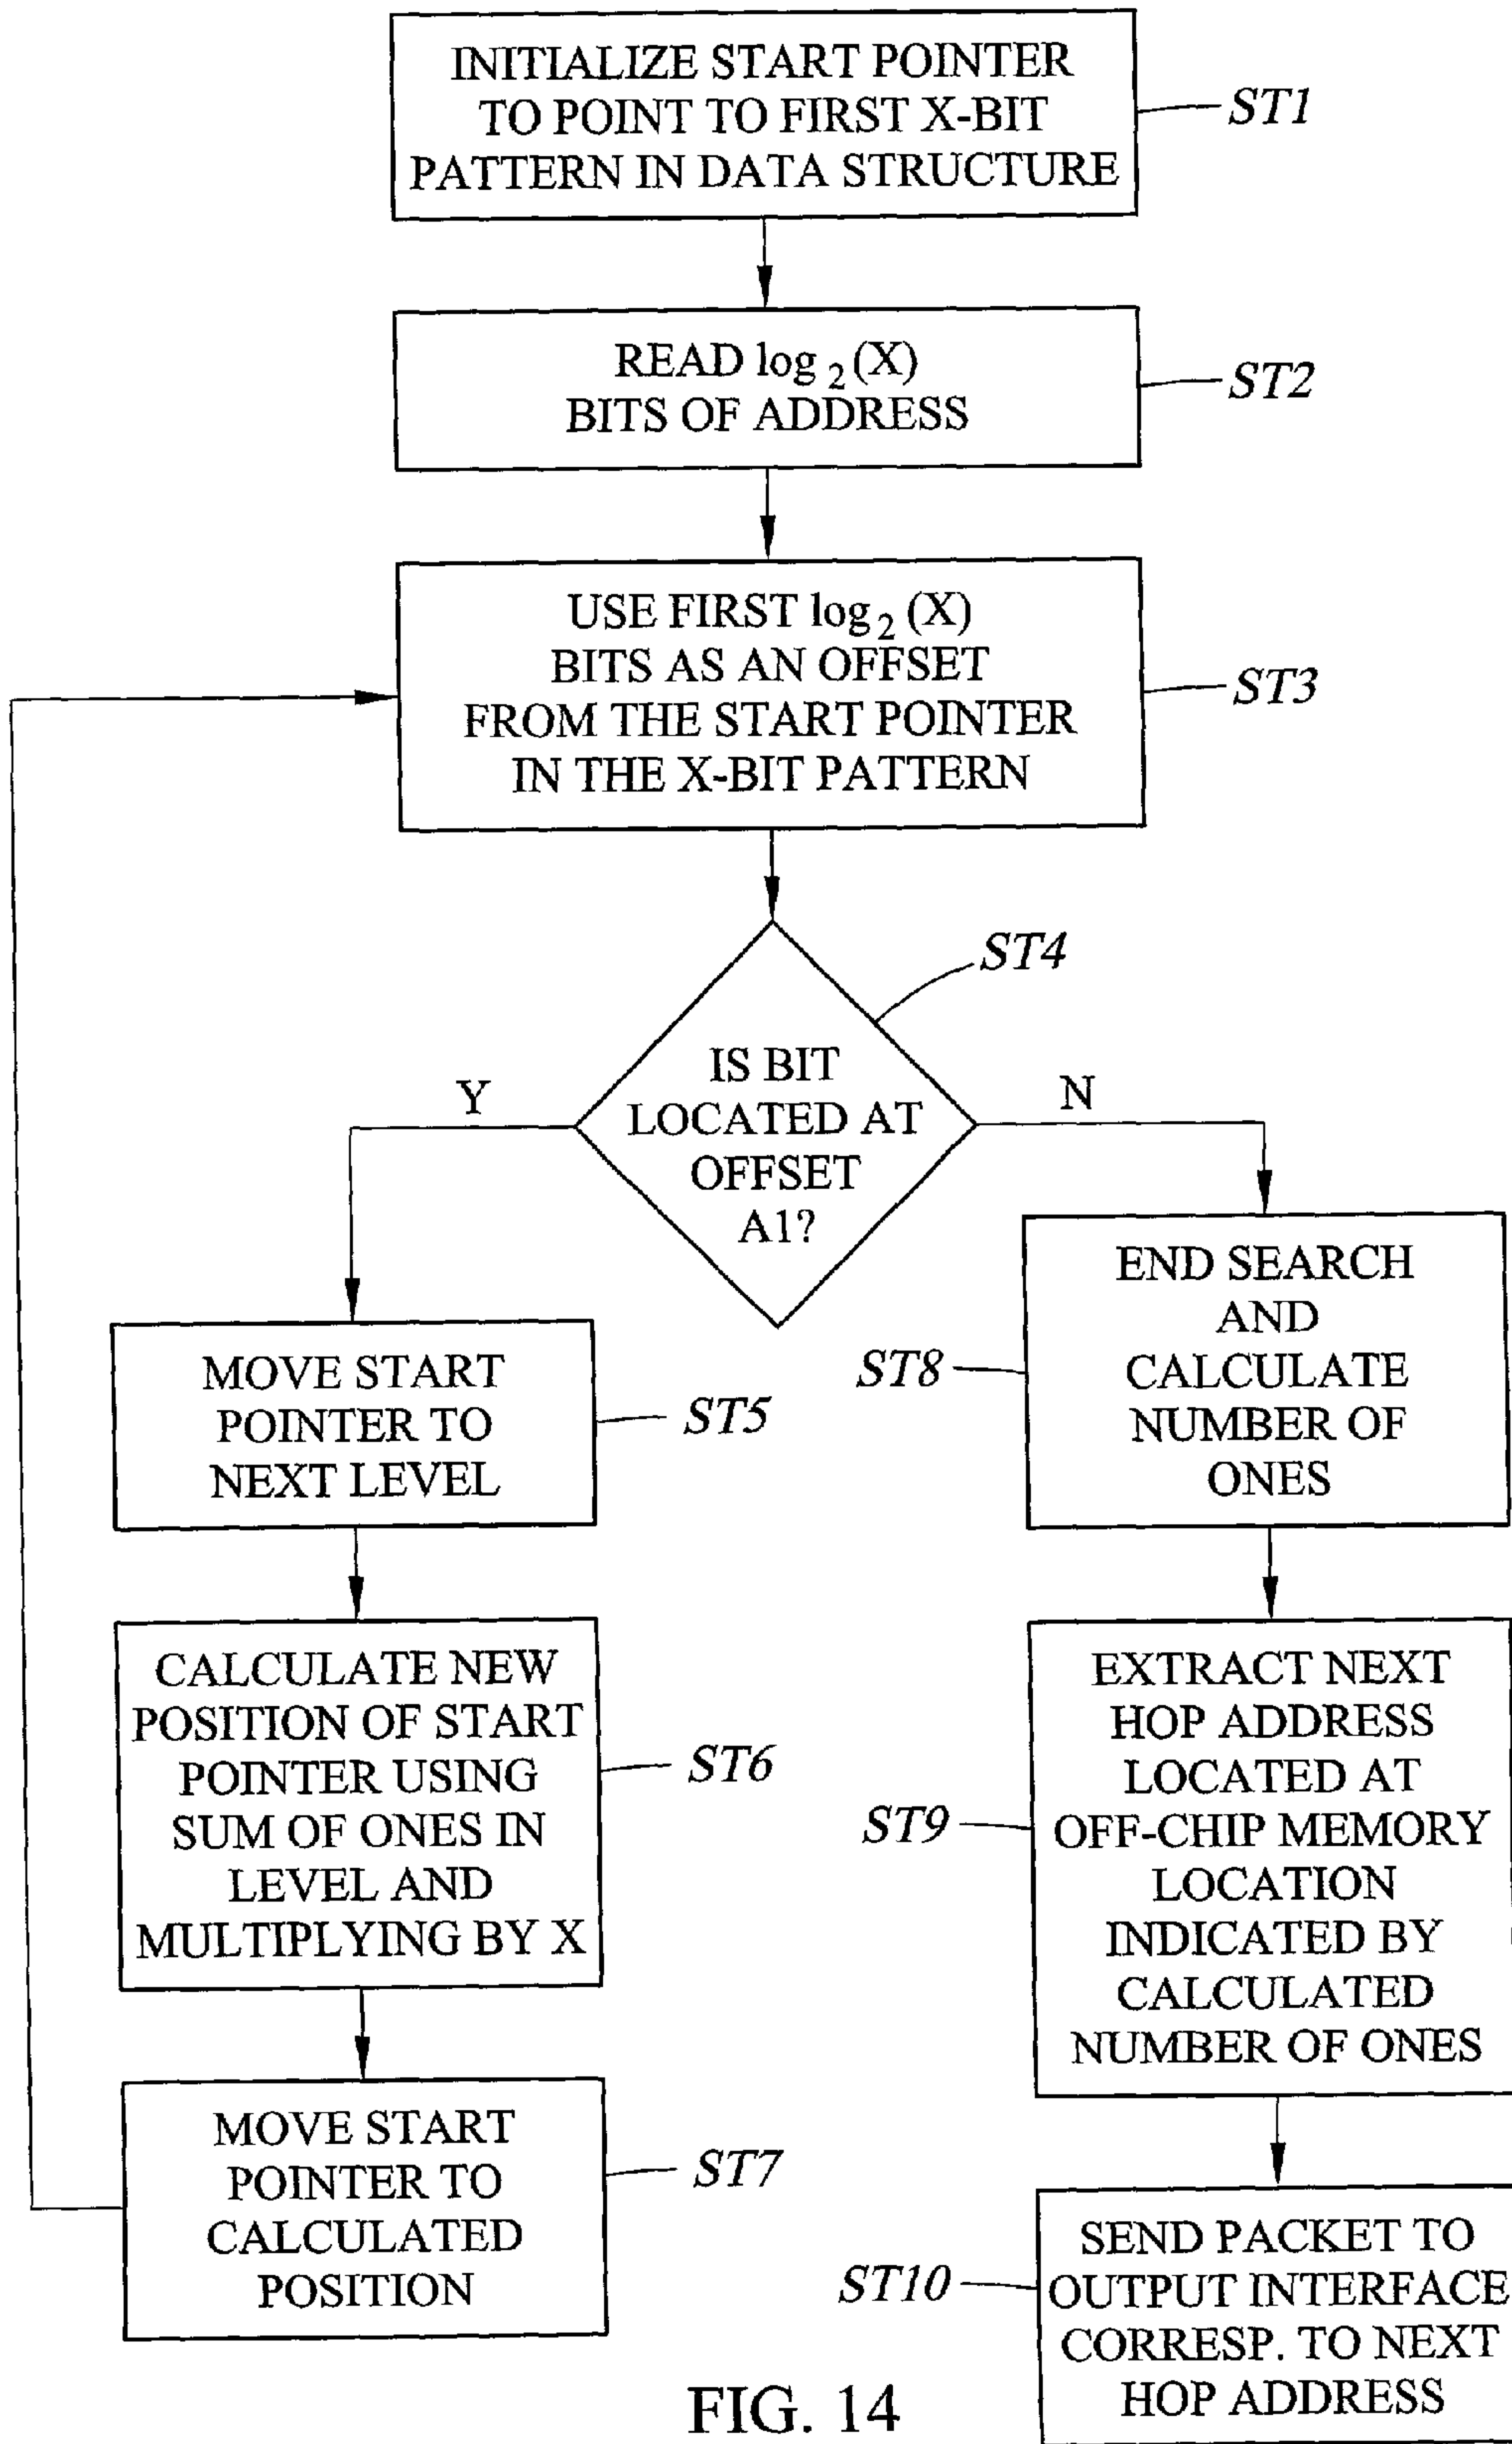 INITIALIZE START POINTER
TO POINT TO FIRST X-BIT
PATTERN IN DATA STRUCTURE
ST1
READ log 2 (X)
BITS OF ADDRESS
ST2
USE FIRST log 2 (X)
BITS AS AN OFFSET
FROM THE START POINTER
IN THE X-BIT PATTERN
ST3
ST4
IS BIT
LOCATED AT
OFFSET
A1?
Y
N
MOVE START
POINTER TO
NEXT LEVEL
ST5
CALCULATE NEW
POSITION OF START
POINTER USING
SUM OF ONES IN
LEVEL AND
MULTIPLYING BY X
ST6
MOVE START
POINTER TO
CALCULATED
POSITION
ST7
END SEARCH
AND
CALCULATE
NUMBER OF
ONES
ST8
EXTRACT NEXT
HOP ADDRESS
LOCATED AT
OFF-CHIP MEMORY
LOCATION
INDICATED BY
CALCULATED
NUMBER OF ONES
ST9
SEND PACKET TO
OUTPUT INTERFACE
CORRESP. TO NEXT
HOP ADDRESS
ST10
FIG. 14